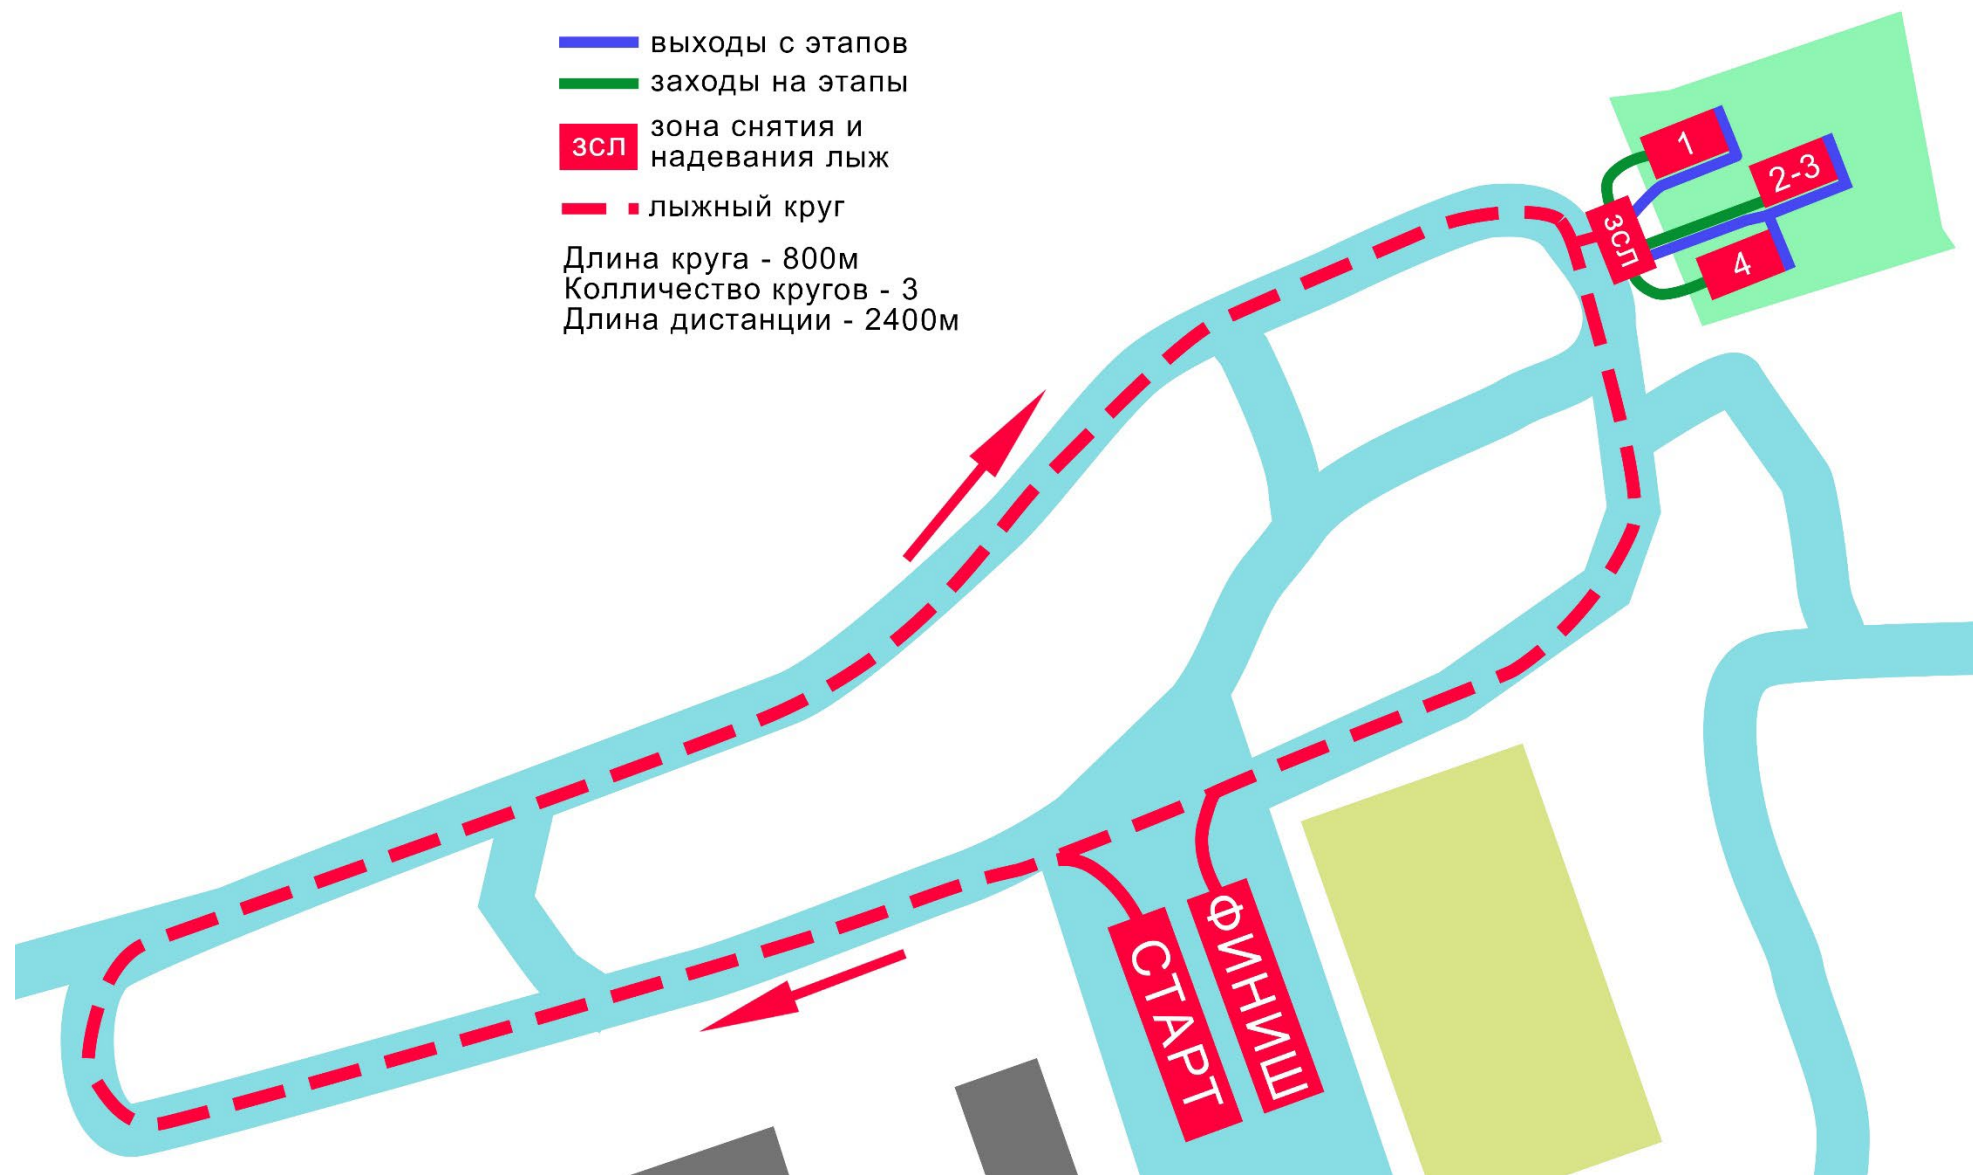 выходы с этапов
заходы на этапы
зсл
зона снятия и
надевания лыж
лыжный круг
Длина круга - 800м
Колличество кругов - 3
Длина дистанции - 2400м
1
2-3
зсл
4
СТАРТ
ФИНИШ